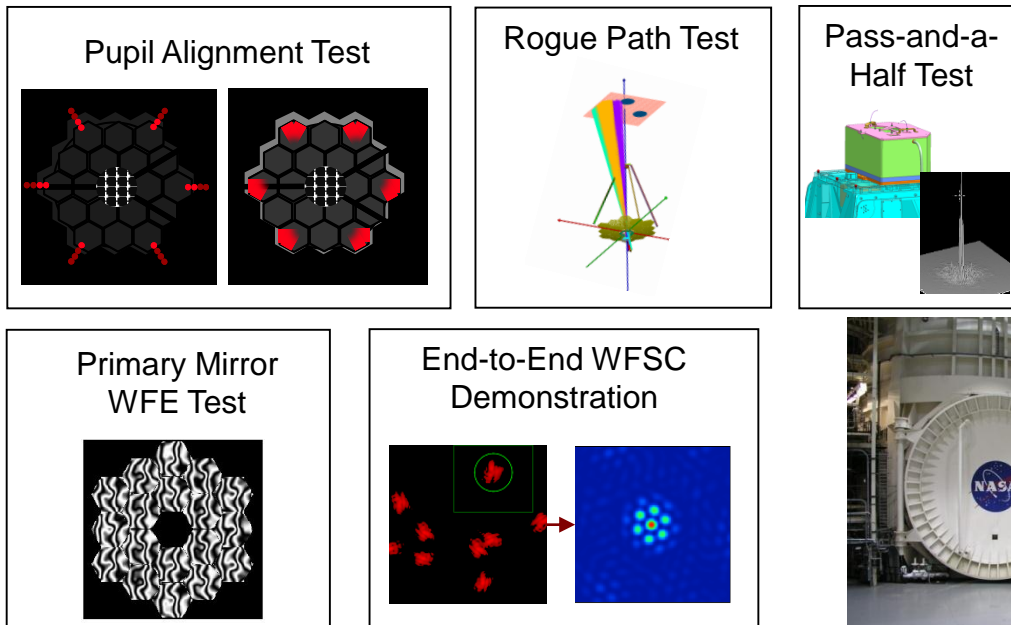 Pupil Alignment Test
Rogue Path Test
Pass-and-a-
Half Test
Primary Mirror
WFE Test
End-to-End WFSC
Demonstration
NASA